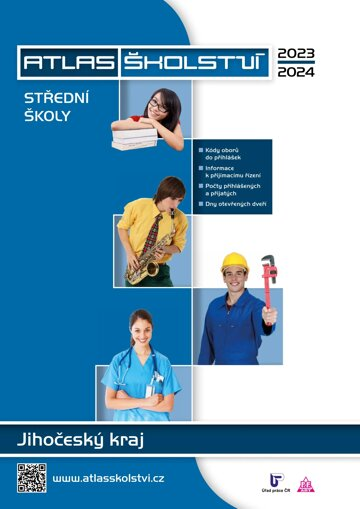 ATLAS ŠKOLSTVÍ
2023
2024
STŘEDNÍ
ŠKOLY
Kódy oborů
do přihlášek
Informace
k přijímacímu řízení
Počty přihlášených
a přijatých
Dny otevřených dveří
Jihočeský kraj
www.atlasskolstvi.cz
Úřad práce ČR